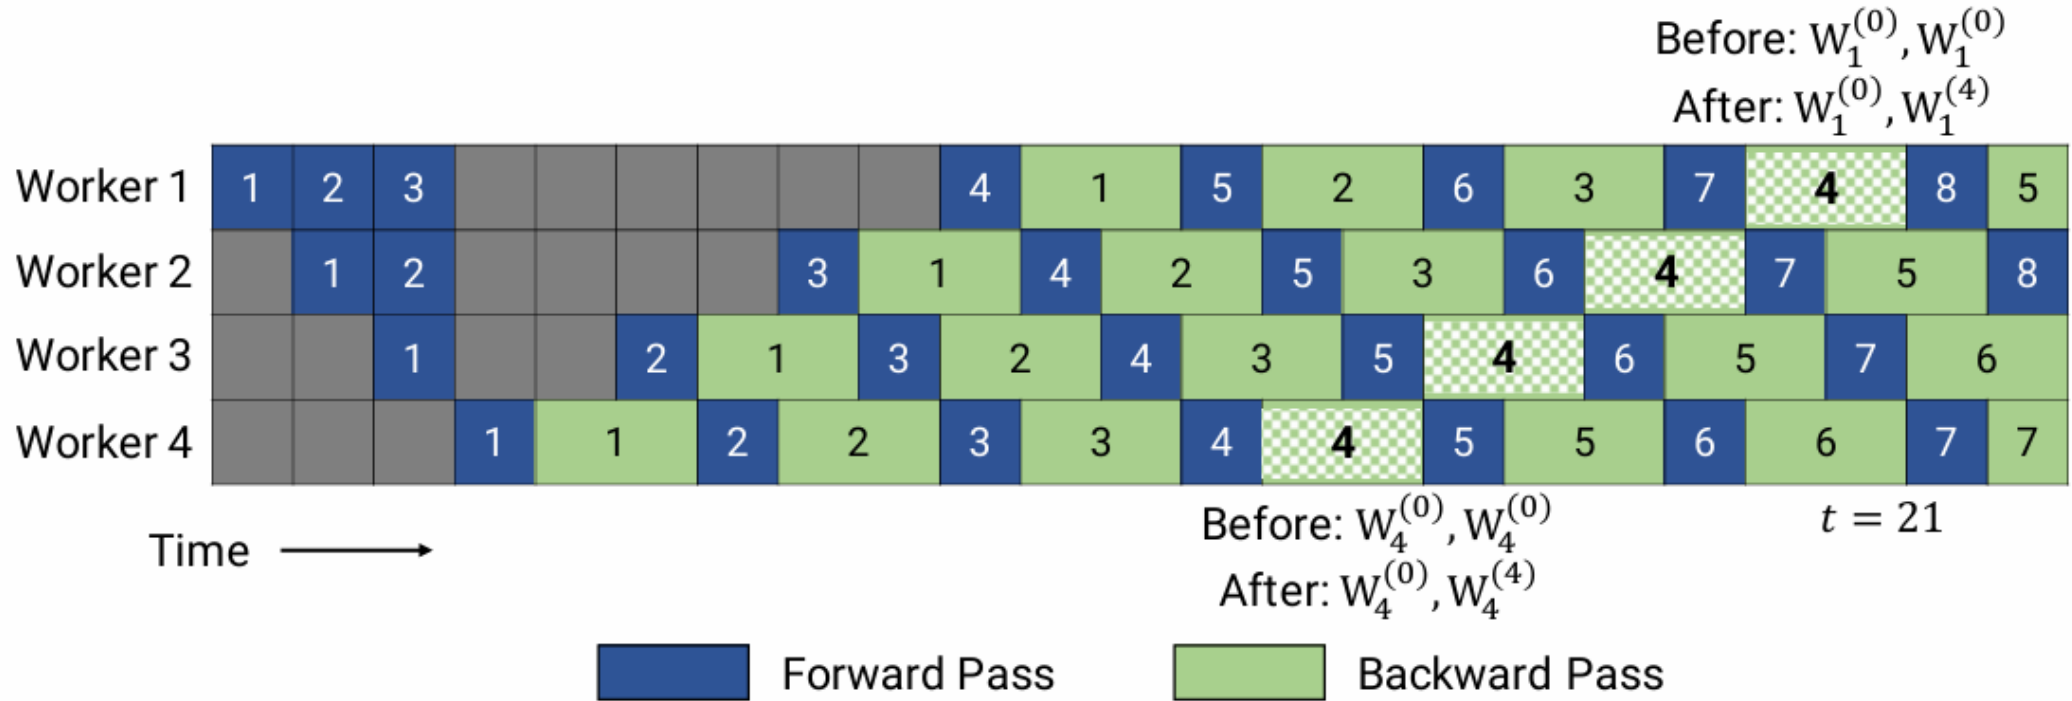 Before: W₁⁽⁰⁾, W₁⁽⁰⁾
After: W₁⁽⁰⁾, W₁⁽⁴⁾
Worker 1 1 2 3 4 1 5 2 6 3 7 4 8 5
Worker 2 1 2 3 1 4 2 5 3 6 4 7 5 8
Worker 3 1 2 1 3 2 4 3 5 4 6 5 7 6
Worker 4 1 1 2 2 3 3 4 4 5 5 6 6 7 7
Before: W₄⁽⁰⁾, W₄⁽⁰⁾
After: W₄⁽⁰⁾, W₄⁽⁴⁾
t = 21
Time
Forward Pass
Backward Pass